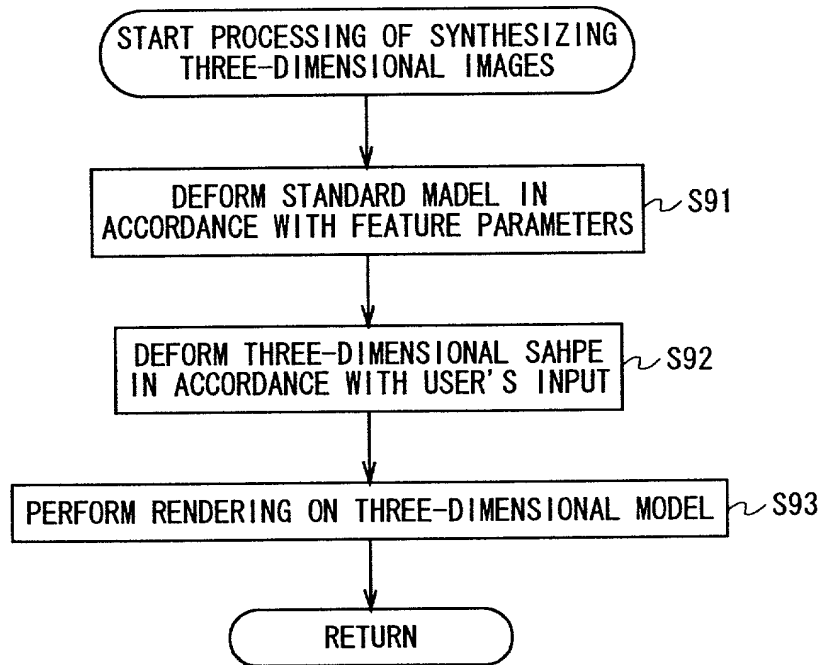 START PROCESSING OF SYNTHESIZING
THREE-DIMENSIONAL IMAGES
DEFORM STANDARD MADEL IN
ACCORDANCE WITH FEATURE PARAMETERS
S91
DEFORM THREE-DIMENSIONAL SAHPE
IN ACCORDANCE WITH USER'S INPUT
S92
PERFORM RENDERING ON THREE-DIMENSIONAL MODEL
S93
RETURN